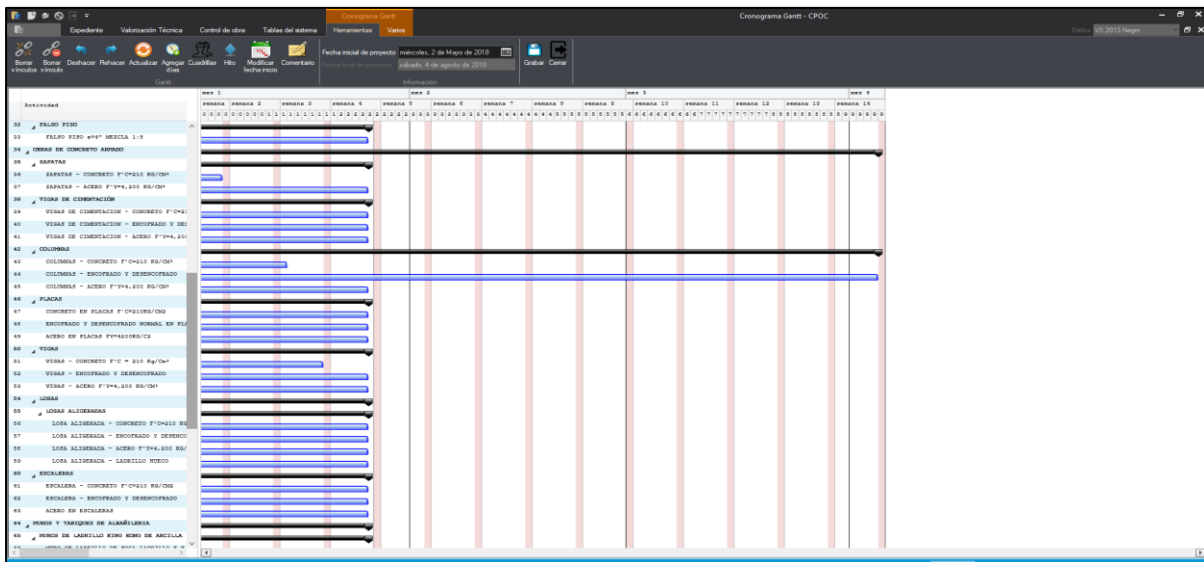 Cronograma Gantt
Cronograma Gantt - CPOC
Expediente Valorización Técnica Control de obra Tablas del sistema Herramientas Varios
Estilos VS 2013 Negro
Borrar vínculos
Borrar vínculo
Deshacer
Rehacer
Actualizar
Agregar días
Cuadrillas
Hito
Modificar fecha inicio
Comentario
Gantt
Fecha inicial de proyecto miércoles, 2 de Mayo de 2018
Fecha final de proyecto sábado, 4 de agosto de 2018
Información
Grabar Cerrar
Actividad
mes 1 mes 2 mes 3 mes 4
semana semana 2 semana 3 semana 4 semana 5 semana 6 semana 7 semana 8 semana 9 semana 10 semana 11 semana 12 semana 13 semana 14
32 FALSO PISO
33 FALSO PISO e=4" MEZCLA 1:8
34 OBRAS DE CONCRETO ARMADO
35 ZAPATAS
36 ZAPATAS - CONCRETO F'C=210 KG/CM²
37 ZAPATAS - ACERO F'Y=4,200 KG/CM²
38 VIGAS DE CIMENTACIÓN
39 VIGAS DE CIMENTACION - CONCRETO F'C=21
40 VIGAS DE CIMENTACION - ENCOFRADO Y DES
41 VIGAS DE CIMENTACION - ACERO F'Y=4,200
42 COLUMNAS
43 COLUMNAS - CONCRETO F'C=210 KG/CM²
44 COLUMNAS - ENCOFRADO Y DESENCOFRADO
45 COLUMNAS - ACERO F'Y=4,200 KG/CM²
46 PLACAS
47 CONCRETO EN PLACAS F'C=210KG/CM2
48 ENCOFRADO Y DESENCOFRADO NORMAL EN PLA
49 ACERO EN PLACAS FY=4200KG/C2
50 VIGAS
51 VIGAS - CONCRETO F'C = 210 Kg/Cm²
52 VIGAS - ENCOFRADO Y DESENCOFRADO
53 VIGAS - ACERO F'Y=4,200 KG/CM²
54 LOSAS
55 LOSAS ALIGERADAS
56 LOSA ALIGERADA - CONCRETO F'C=210 KG
57 LOSA ALIGERADA - ENCOFRADO Y DESENCO
58 LOSA ALIGERADA - ACERO F'Y=4,200 KG/
59 LOSA ALIGERADA - LADRILLO HUECO
60 ESCALERAS
61 ESCALERA - CONCRETO F'C=210 KG/CM2
62 ESCALERA - ENCOFRADO Y DESENCOFRADO
63 ACERO EN ESCALERAS
64 MUROS Y TABIQUES DE ALBAÑILERIA
65 MUROS DE LADRILLO KING KONG DE ARCILLA